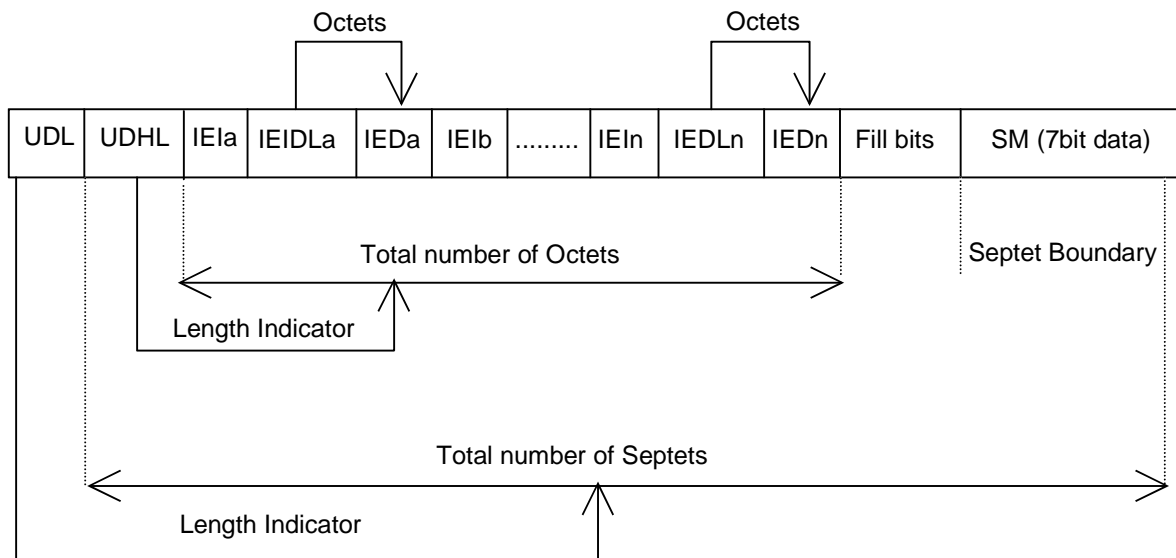 Octets Octets
UDL UDHL IEIa IEIDLa IEDa IEIb ......... IEIn IEDLn IEDn Fill bits SM (7bit data)
Total number of Octets
Septet Boundary
Length Indicator
Total number of Septets
Length Indicator